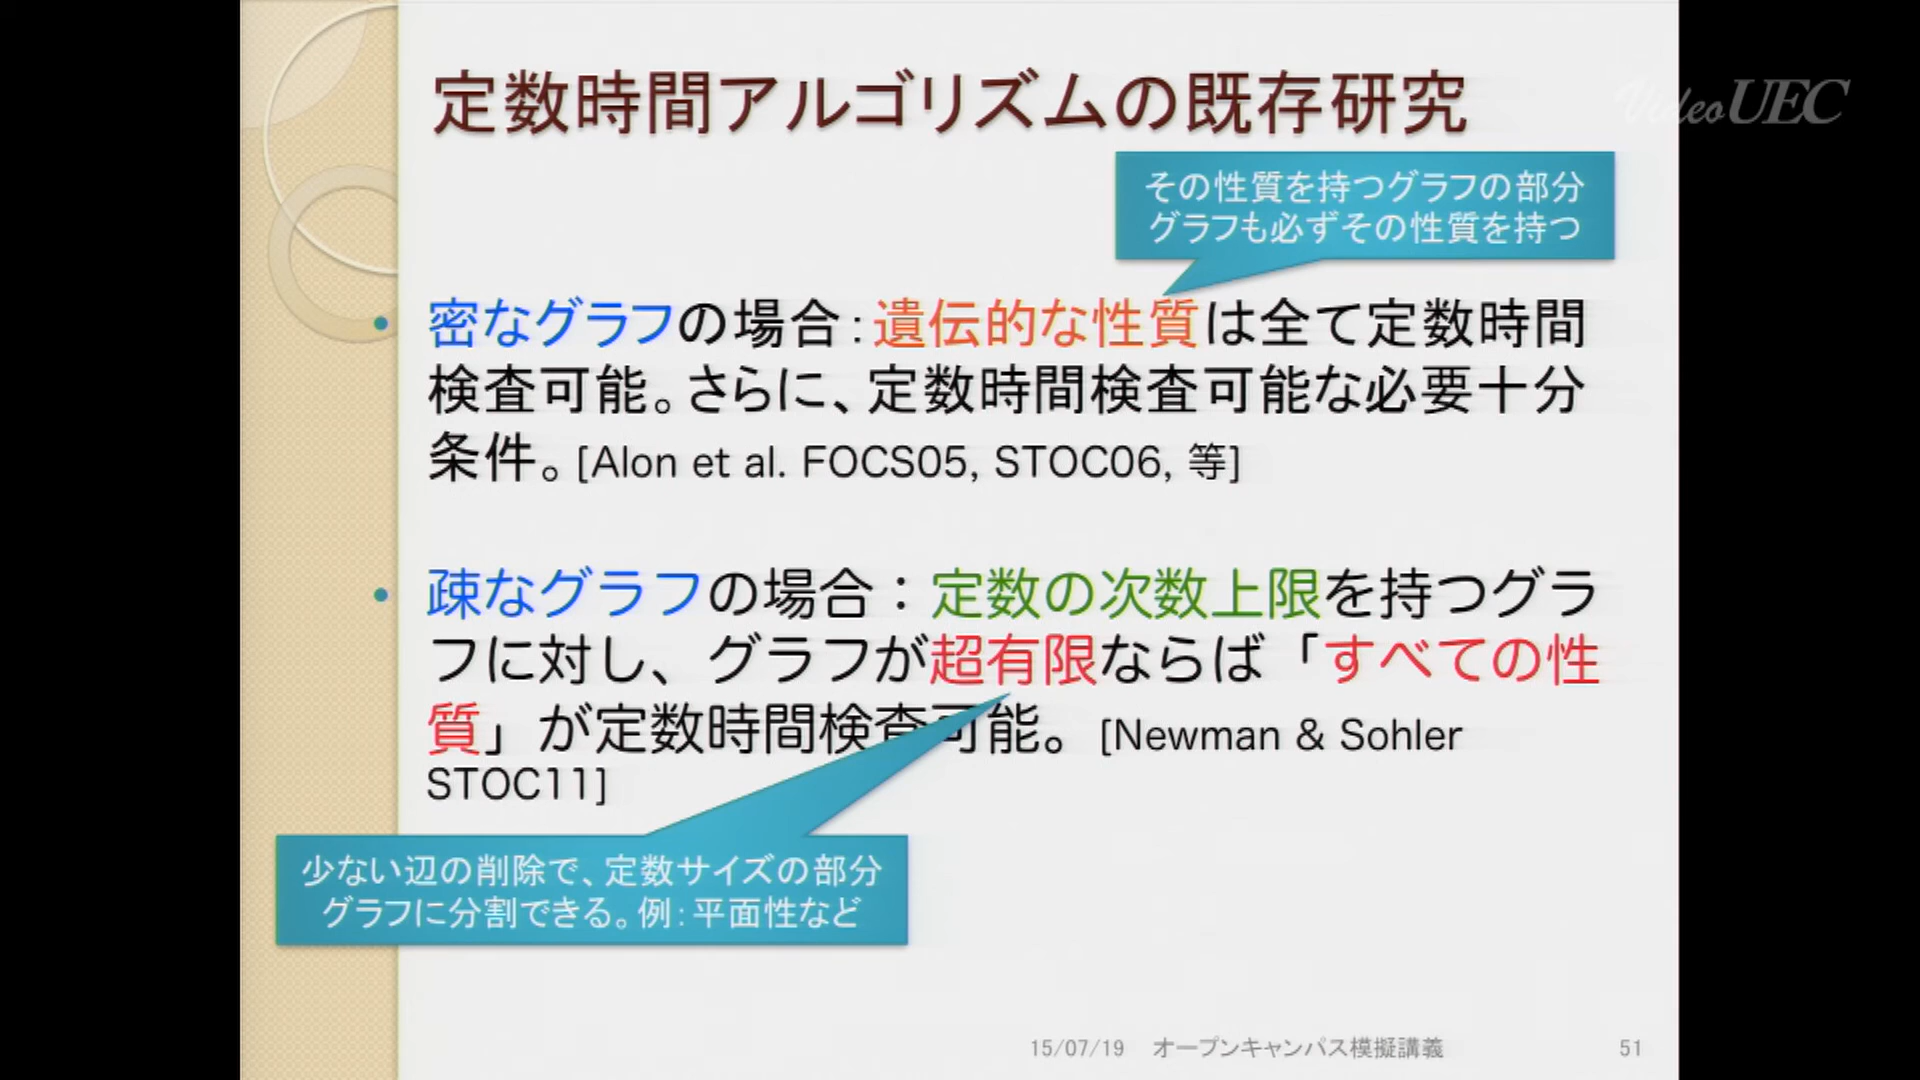 定数時間アルゴリズムの既存研究
Video UEC
その性質を持つグラフの部分
グラフも必ずその性質を持つ
密なグラフの場合：遺伝的な性質は全て定数時間
検査可能。さらに、定数時間検査可能な必要十分
条件。[Alon et al. FOCS05, STOC06, 等]
疎なグラフの場合：定数の次数上限を持つグラ
フに対し、グラフが超有限ならば「すべての性
質」が定数時間検査可能。[Newman & Sohler
STOC11]
少ない辺の削除で、定数サイズの部分
グラフに分割できる。例：平面性など
15/07/19 オープンキャンパス模擬講義 51